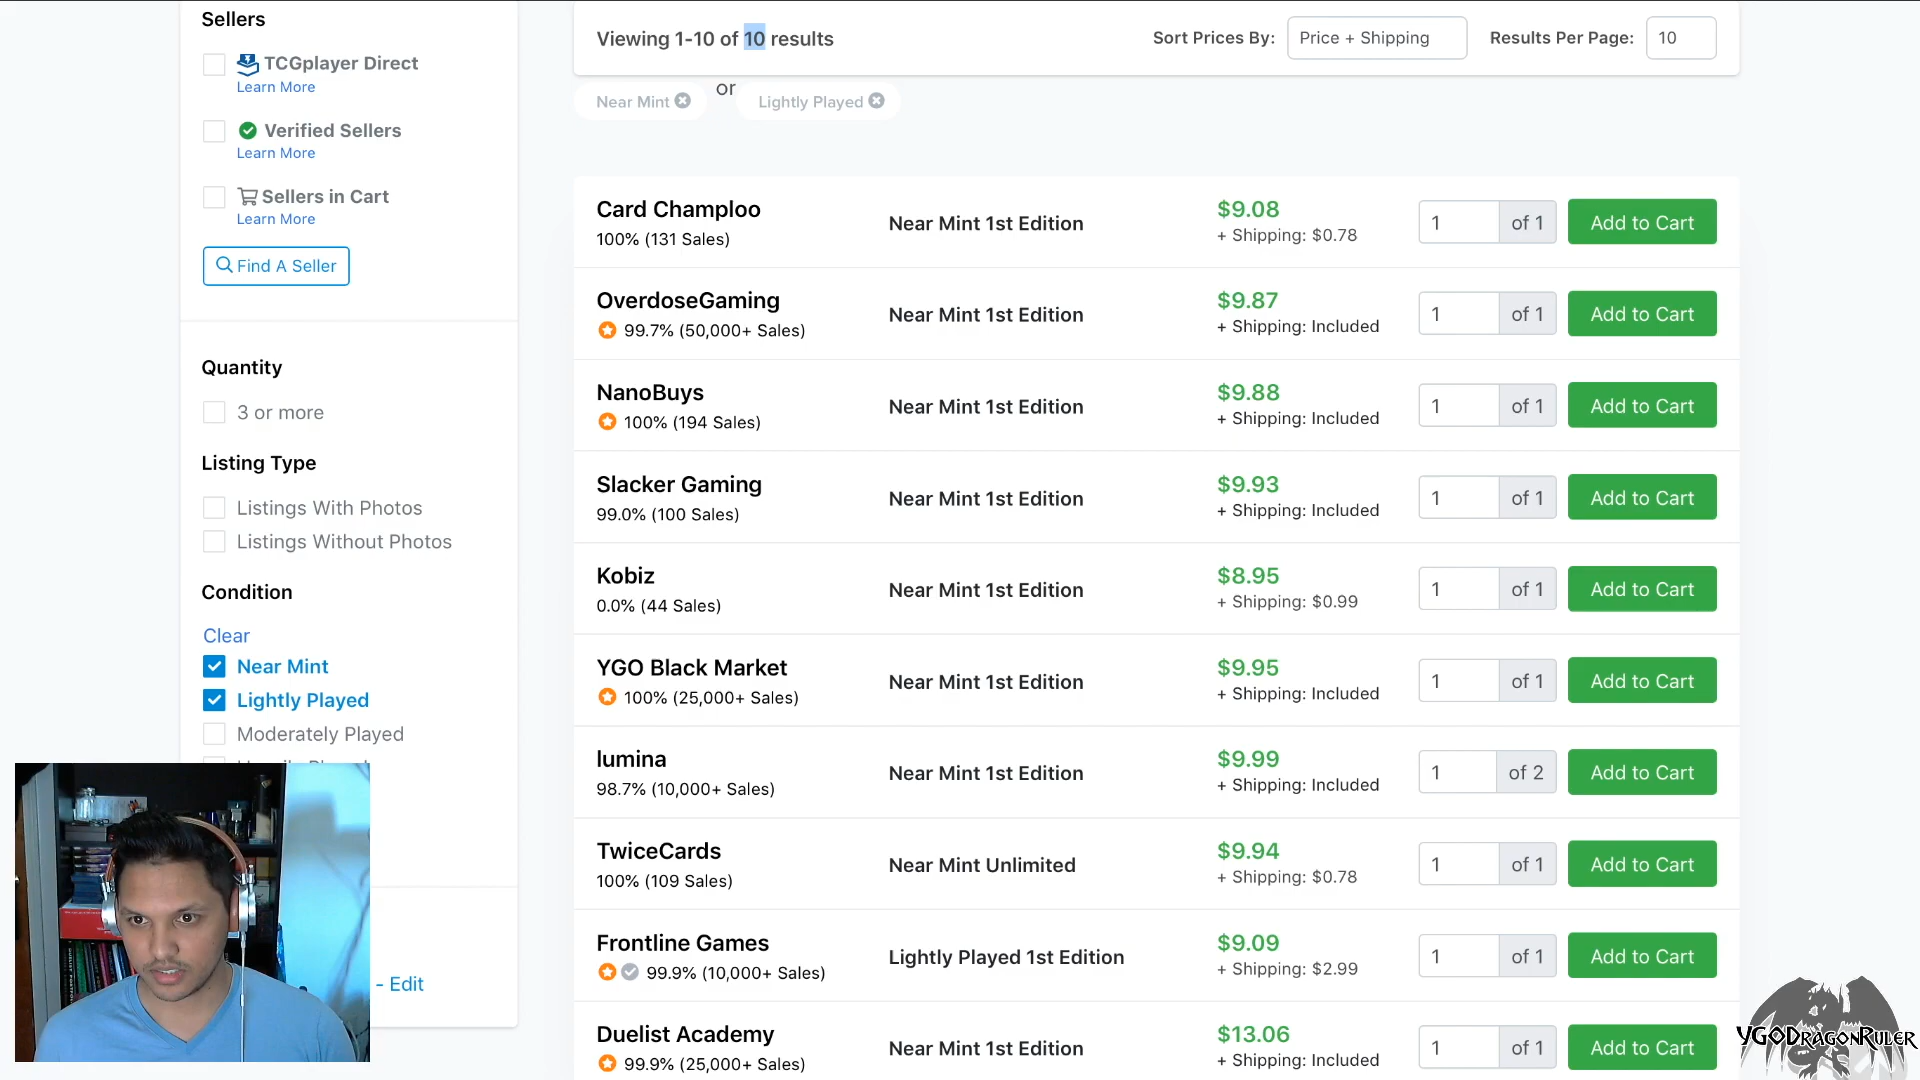 Sellers
TCGplayer Direct
Learn More
Verified Sellers
Learn More
Sellers in Cart
Learn More
Find A Seller
Quantity
3 or more
Listing Type
Listings With Photos
Listings Without Photos
Condition
Clear
Near Mint
Lightly Played
Moderately Played
- Edit
Viewing 1-10 of 10 results
Sort Prices By: Price + Shipping
Results Per Page: 10
Near Mint or Lightly Played
Card Champloo
100% (131 Sales)
Near Mint 1st Edition
$9.08
+ Shipping: $0.78
1 of 1
Add to Cart
OverdoseGaming
99.7% (50,000+ Sales)
Near Mint 1st Edition
$9.87
+ Shipping: Included
1 of 1
Add to Cart
NanoBuys
100% (194 Sales)
Near Mint 1st Edition
$9.88
+ Shipping: Included
1 of 1
Add to Cart
Slacker Gaming
99.0% (100 Sales)
Near Mint 1st Edition
$9.93
+ Shipping: Included
1 of 1
Add to Cart
Kobiz
0.0% (44 Sales)
Near Mint 1st Edition
$8.95
+ Shipping: $0.99
1 of 1
Add to Cart
YGO Black Market
100% (25,000+ Sales)
Near Mint 1st Edition
$9.95
+ Shipping: Included
1 of 1
Add to Cart
lumina
98.7% (10,000+ Sales)
Near Mint 1st Edition
$9.99
+ Shipping: Included
1 of 2
Add to Cart
TwiceCards
100% (109 Sales)
Near Mint Unlimited
$9.94
+ Shipping: $0.78
1 of 1
Add to Cart
Frontline Games
99.9% (10,000+ Sales)
Lightly Played 1st Edition
$9.09
+ Shipping: $2.99
1 of 1
Add to Cart
Duelist Academy
99.9% (25,000+ Sales)
Near Mint 1st Edition
$13.06
+ Shipping: Included
1 of 1
Add to Cart
YGODragonRuler